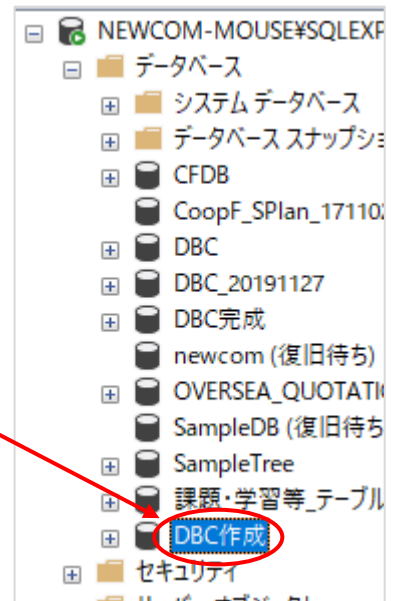 NEWCOM-MOUSE¥SQLEXP
データベース
システム データベース
データベース スナップショ
CFDB
CoopF_SPlan_17110
DBC
DBC_20191127
DBC完成
newcom (復旧待ち)
OVERSEA_QUOTATI
SampleDB (復旧待ち
SampleTree
課題・学習等_テーブル
DBC作成
セキュリティ